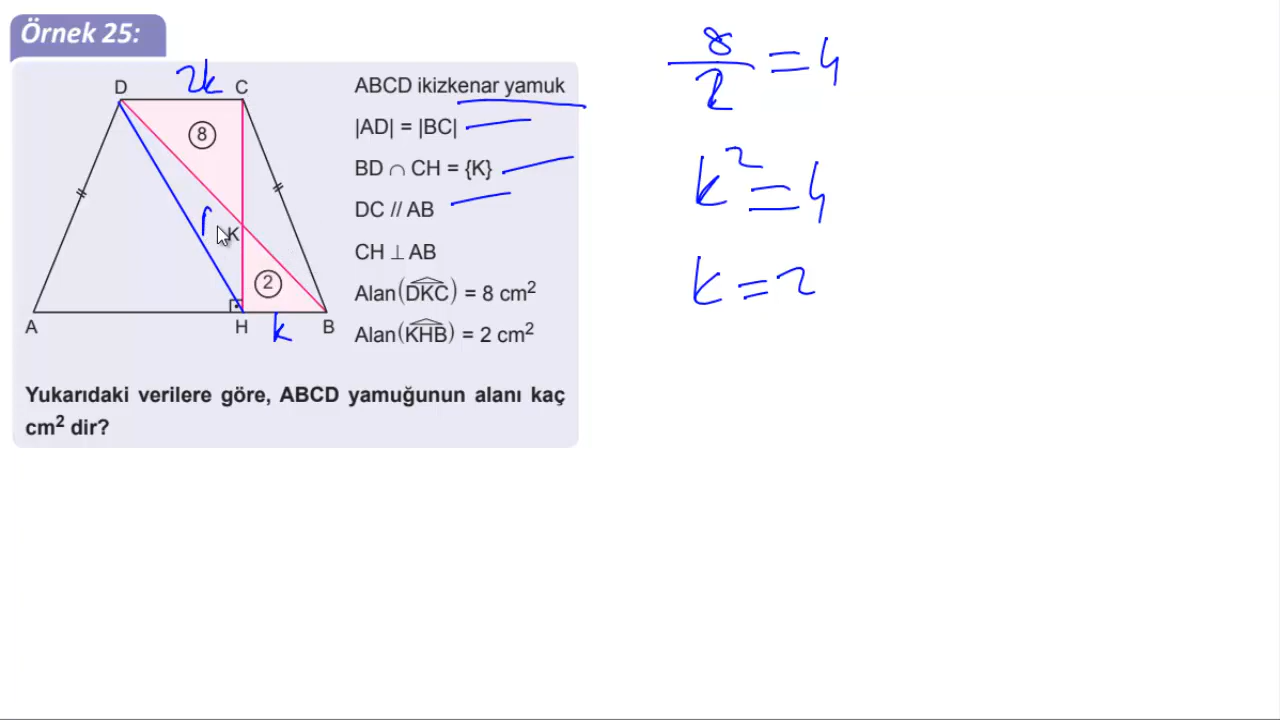 Örnek 25:
2k
D
C
8
K
2
A
H
B
k
ABCD ikizkenar yamuk
|AD| = |BC|
BD ∩ CH = {K}
DC // AB
CH ⊥ AB
Alan(DKC) = 8 cm²
Alan(KHB) = 2 cm²
Yukarıdaki verilere göre, ABCD yamuğunun alanı kaç
cm² dir?
8/2 = 4
k² = 4
k = 2